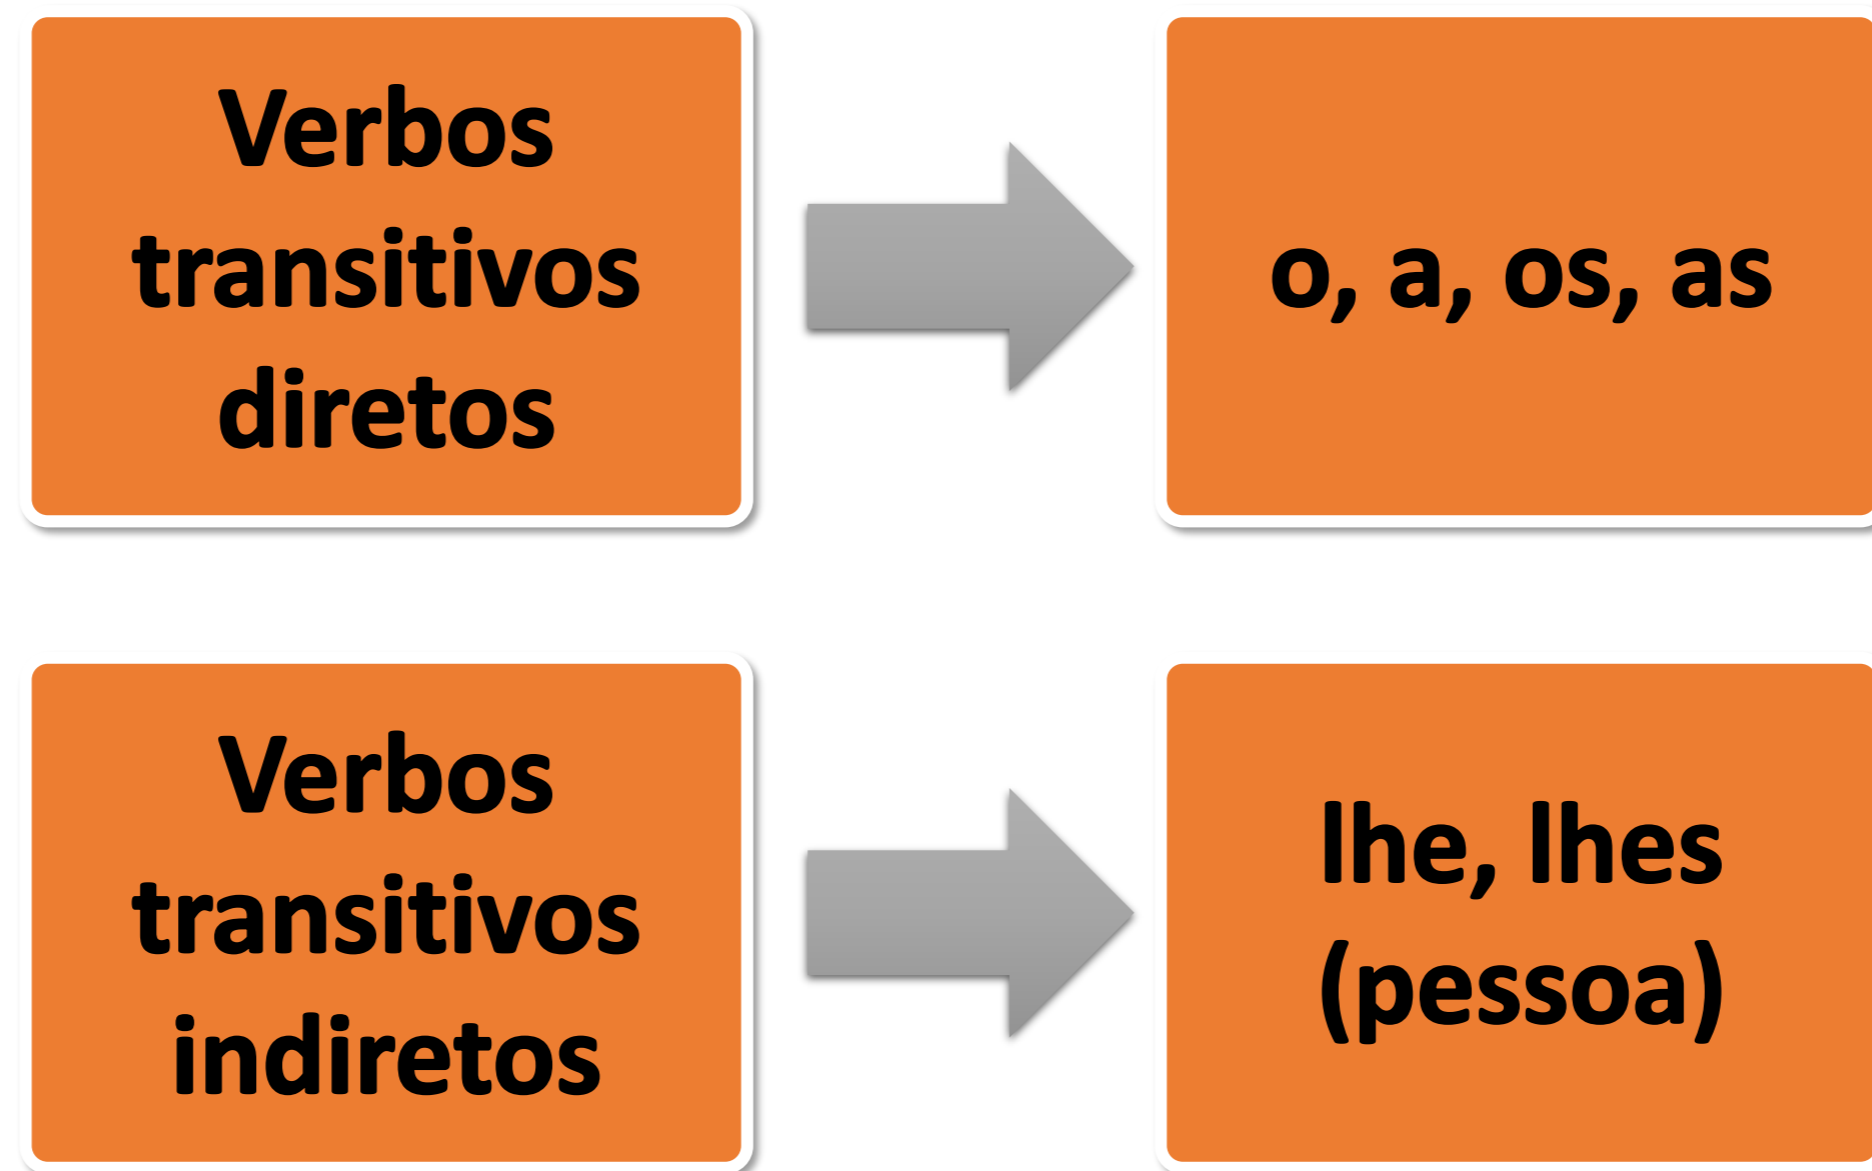 Verbos
transitivos
diretos
o, a, os, as
Verbos
transitivos
indiretos
lhe, lhes
(pessoa)